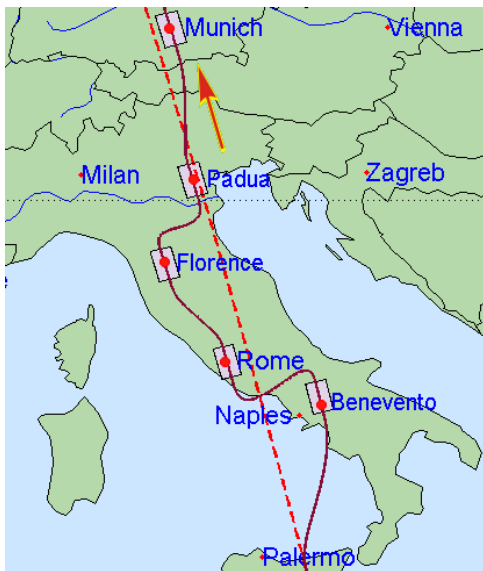 Munich
Vienna
Milan
Padua
Zagreb
Florence
Rome
Benevento
Naples
Palermo